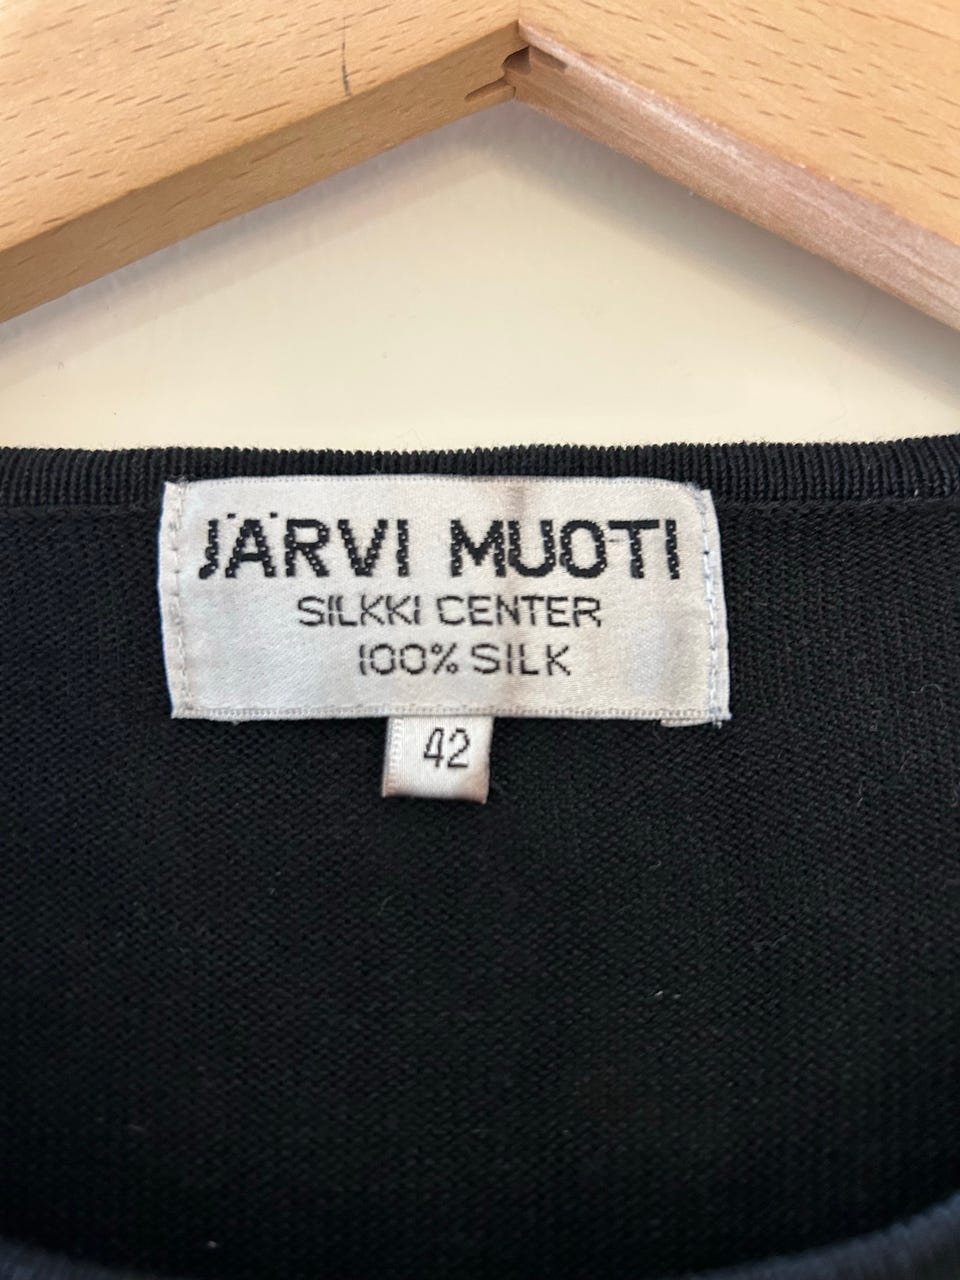 JÄRVI MUOTI
SILKKI CENTER
100% SILK
42